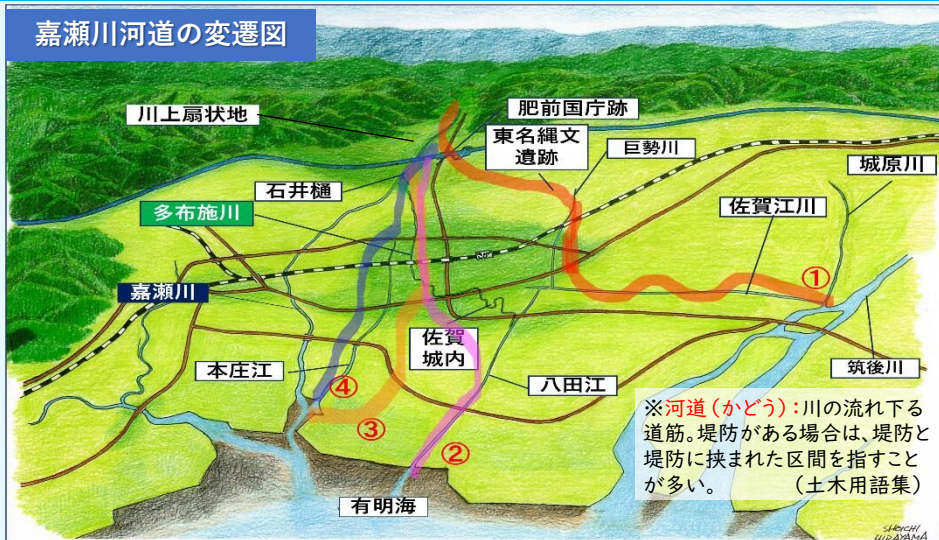 嘉瀬川河道の変遷図
川上扇状地
肥前国庁跡
東名縄文
遺跡
巨勢川
城原川
石井樋
多布施川
佐賀江川
嘉瀬川
①
佐賀
城内
本庄江
八田江
筑後川
④
③
②
有明海
※河道(かどう):川の流れ下る
道筋。堤防がある場合は、堤防と
堤防に挟まれた区間を指すこと
が多い。 (土木用語集)
SHOICHI
HIRAYAMA